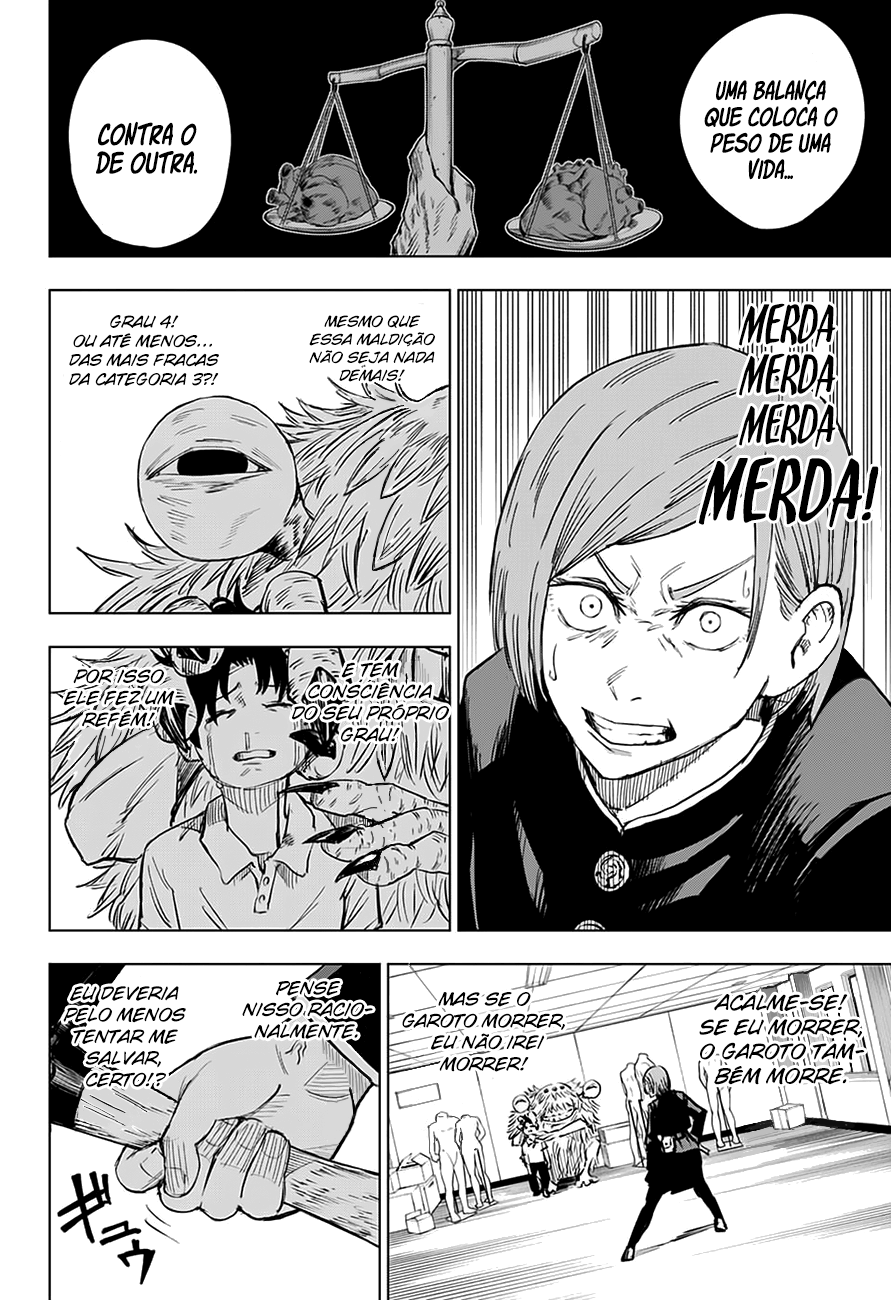 UMA BALANÇA
QUE COLOCA O
PESO DE UMA
VIDA...
CONTRA O
DE OUTRA.
MERDA
MERDA
MERDA
MERDA!
MESMO QUE
ESSA MALDIÇÃO
NÃO SEJA NADA
DEMAIS!
GRAU 4!
OU ATÉ MENOS...
DAS MAIS FRACAS
DA CATEGORIA 3?!
E TEM
CONSCIÊNCIA
DO SEU PRÓPRIO
GRAU!
POR ISSO
ELE FEZ UM
REFÉM!
ACALME-SE!
SE EU MORRER,
O GAROTO TAM-
BÉM MORRE.
MAS SE O
GAROTO MORRER,
EU NÃO IREI
MORRER!
PENSE
NISSO RACIO-
NALMENTE.
EU DEVERIA
PELO MENOS
TENTAR ME
SALVAR,
CERTO!?
ギュウ